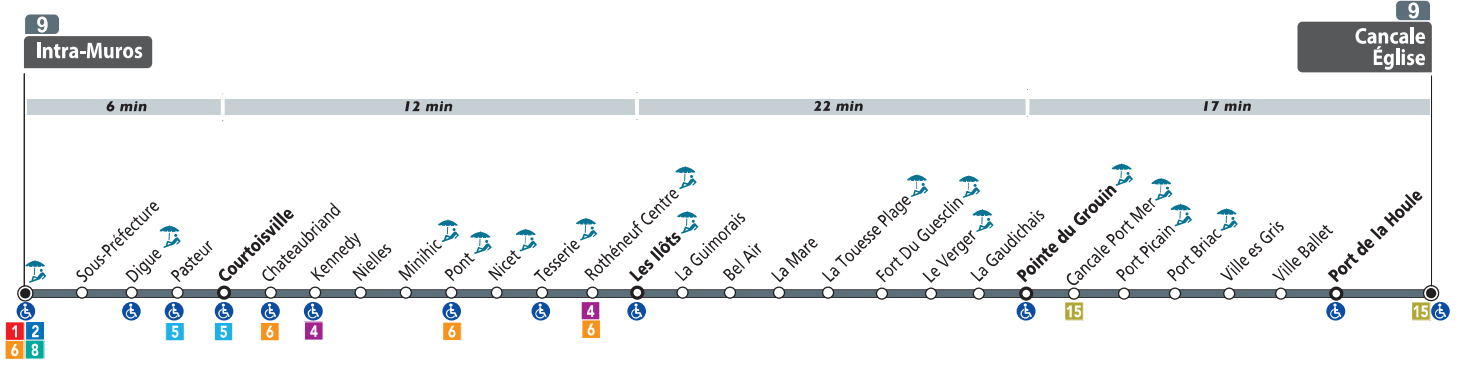 9
Intra-Muros
9
Cancale
Église
6 min
12 min
22 min
17 min
Sous-Préfecture
Digue
Pasteur
Courtoisville
Chateaubriand
Kennedy
Nielles
Minihic
Pont
Nicet
Tesserie
Rothéneuf Centre
Les Ilôts
La Guimorais
Bel Air
La Mare
La Touesse Plage
Fort Du Guesclin
Le Verger
La Gaudichais
Pointe du Grouin
Cancale Port Mer
Port Picain
Port Briac
Ville es Gris
Ville Ballet
Port de la Houle
1 2
6 8
5
5
6
4
6
4
6
15
15